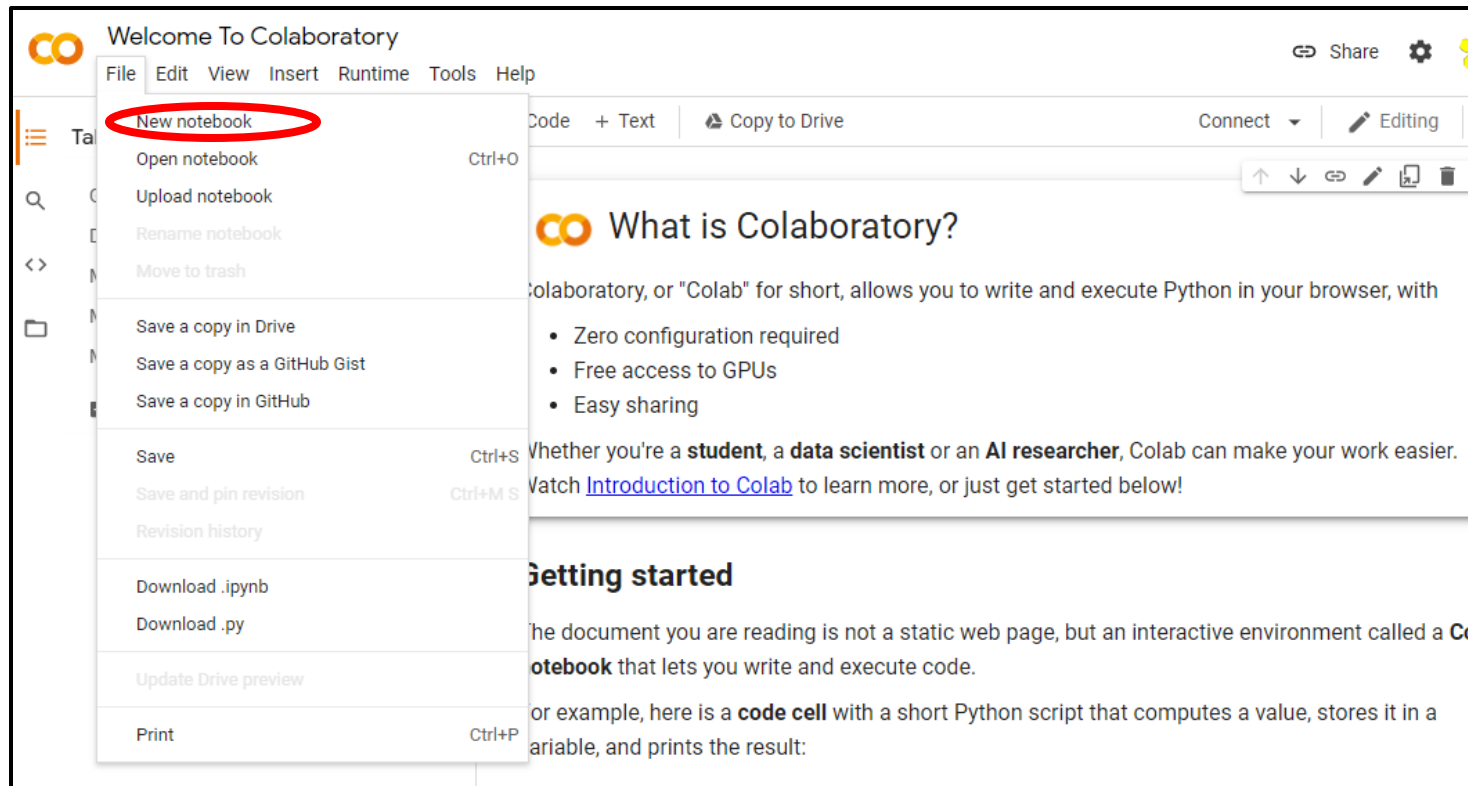 Welcome To Colaboratory
File Edit View Insert Runtime Tools Help
Share
New notebook
Open notebook Ctrl+O
Upload notebook
Rename notebook
Move to trash
Save a copy in Drive
Save a copy as a GitHub Gist
Save a copy in GitHub
Save Ctrl+S
Save and pin revision Ctrl+M S
Revision history
Download .ipynb
Download .py
Update Drive preview
Print Ctrl+P
Code + Text Copy to Drive Connect Editing
What is Colaboratory?
olaboratory, or "Colab" for short, allows you to write and execute Python in your browser, with
• Zero configuration required
• Free access to GPUs
• Easy sharing
Whether you're a student, a data scientist or an AI researcher, Colab can make your work easier.
Watch Introduction to Colab to learn more, or just get started below!
Getting started
The document you are reading is not a static web page, but an interactive environment called a Co
otebook that lets you write and execute code.
or example, here is a code cell with a short Python script that computes a value, stores it in a
ariable, and prints the result: